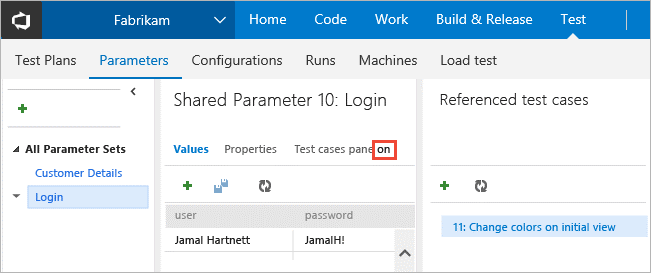 Fabrikam Home Code Work Build & Release Test
Test Plans Parameters Configurations Runs Machines Load test
All Parameter Sets
Customer Details
Login
Shared Parameter 10: Login
Values Properties Test cases pane on
user password
Jamal Hartnett JamalH!
Referenced test cases
11: Change colors on initial view